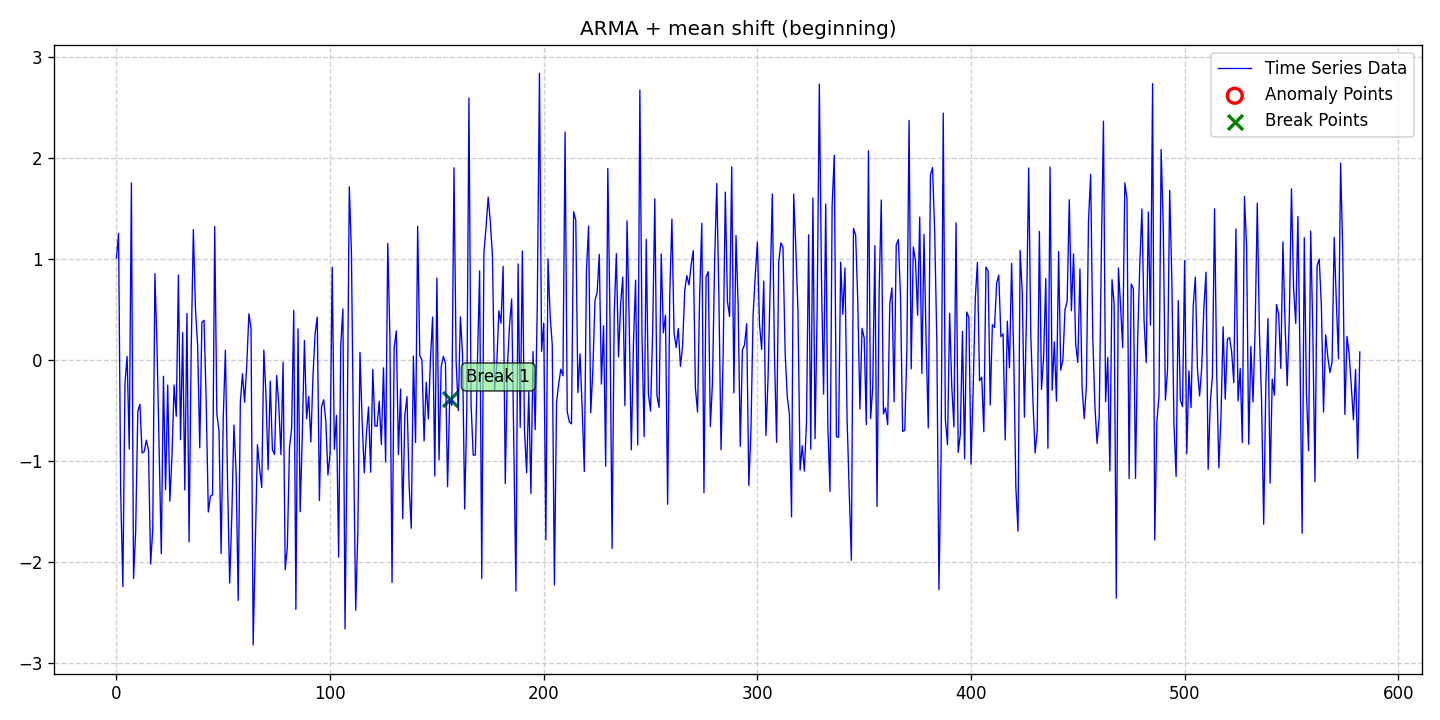 ARMA + mean shift (beginning)
3
2
1
0
−1
−2
−3
Time Series Data
Anomaly Points
Break Points
Break 1
0
100
200
300
400
500
600